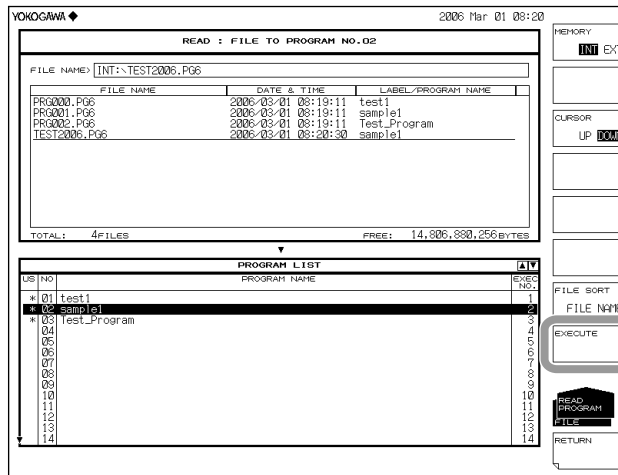 YOKOGAWA ◆ 2006 Mar 01 08:20
READ : FILE TO PROGRAM NO.02
FILE NAME> INT:\TEST2006.PG6
FILE NAME DATE & TIME LABEL/PROGRAM NAME
PRG000.PG6 2006/03/01 08:19:11 test1
PRG001.PG6 2006/03/01 08:19:11 sample1
PRG002.PG6 2006/03/01 08:19:11 Test_Program
TEST2006.PG6 2006/03/01 08:20:30 sample1
TOTAL: 4FILES FREE: 14,806,880,256BYTES
PROGRAM LIST
US NO PROGRAM NAME EXEC NO.
* 01 test1 1
* 02 sample1 2
* 03 Test_Program 3
04 4
05 5
06 6
07 7
08 8
09 9
10 10
11 11
12 12
13 13
14 14
MEMORY
INT EXT
CURSOR
UP DOWN
FILE SORT
FILE NAME
EXECUTE
READ
PROGRAM
FILE
RETURN